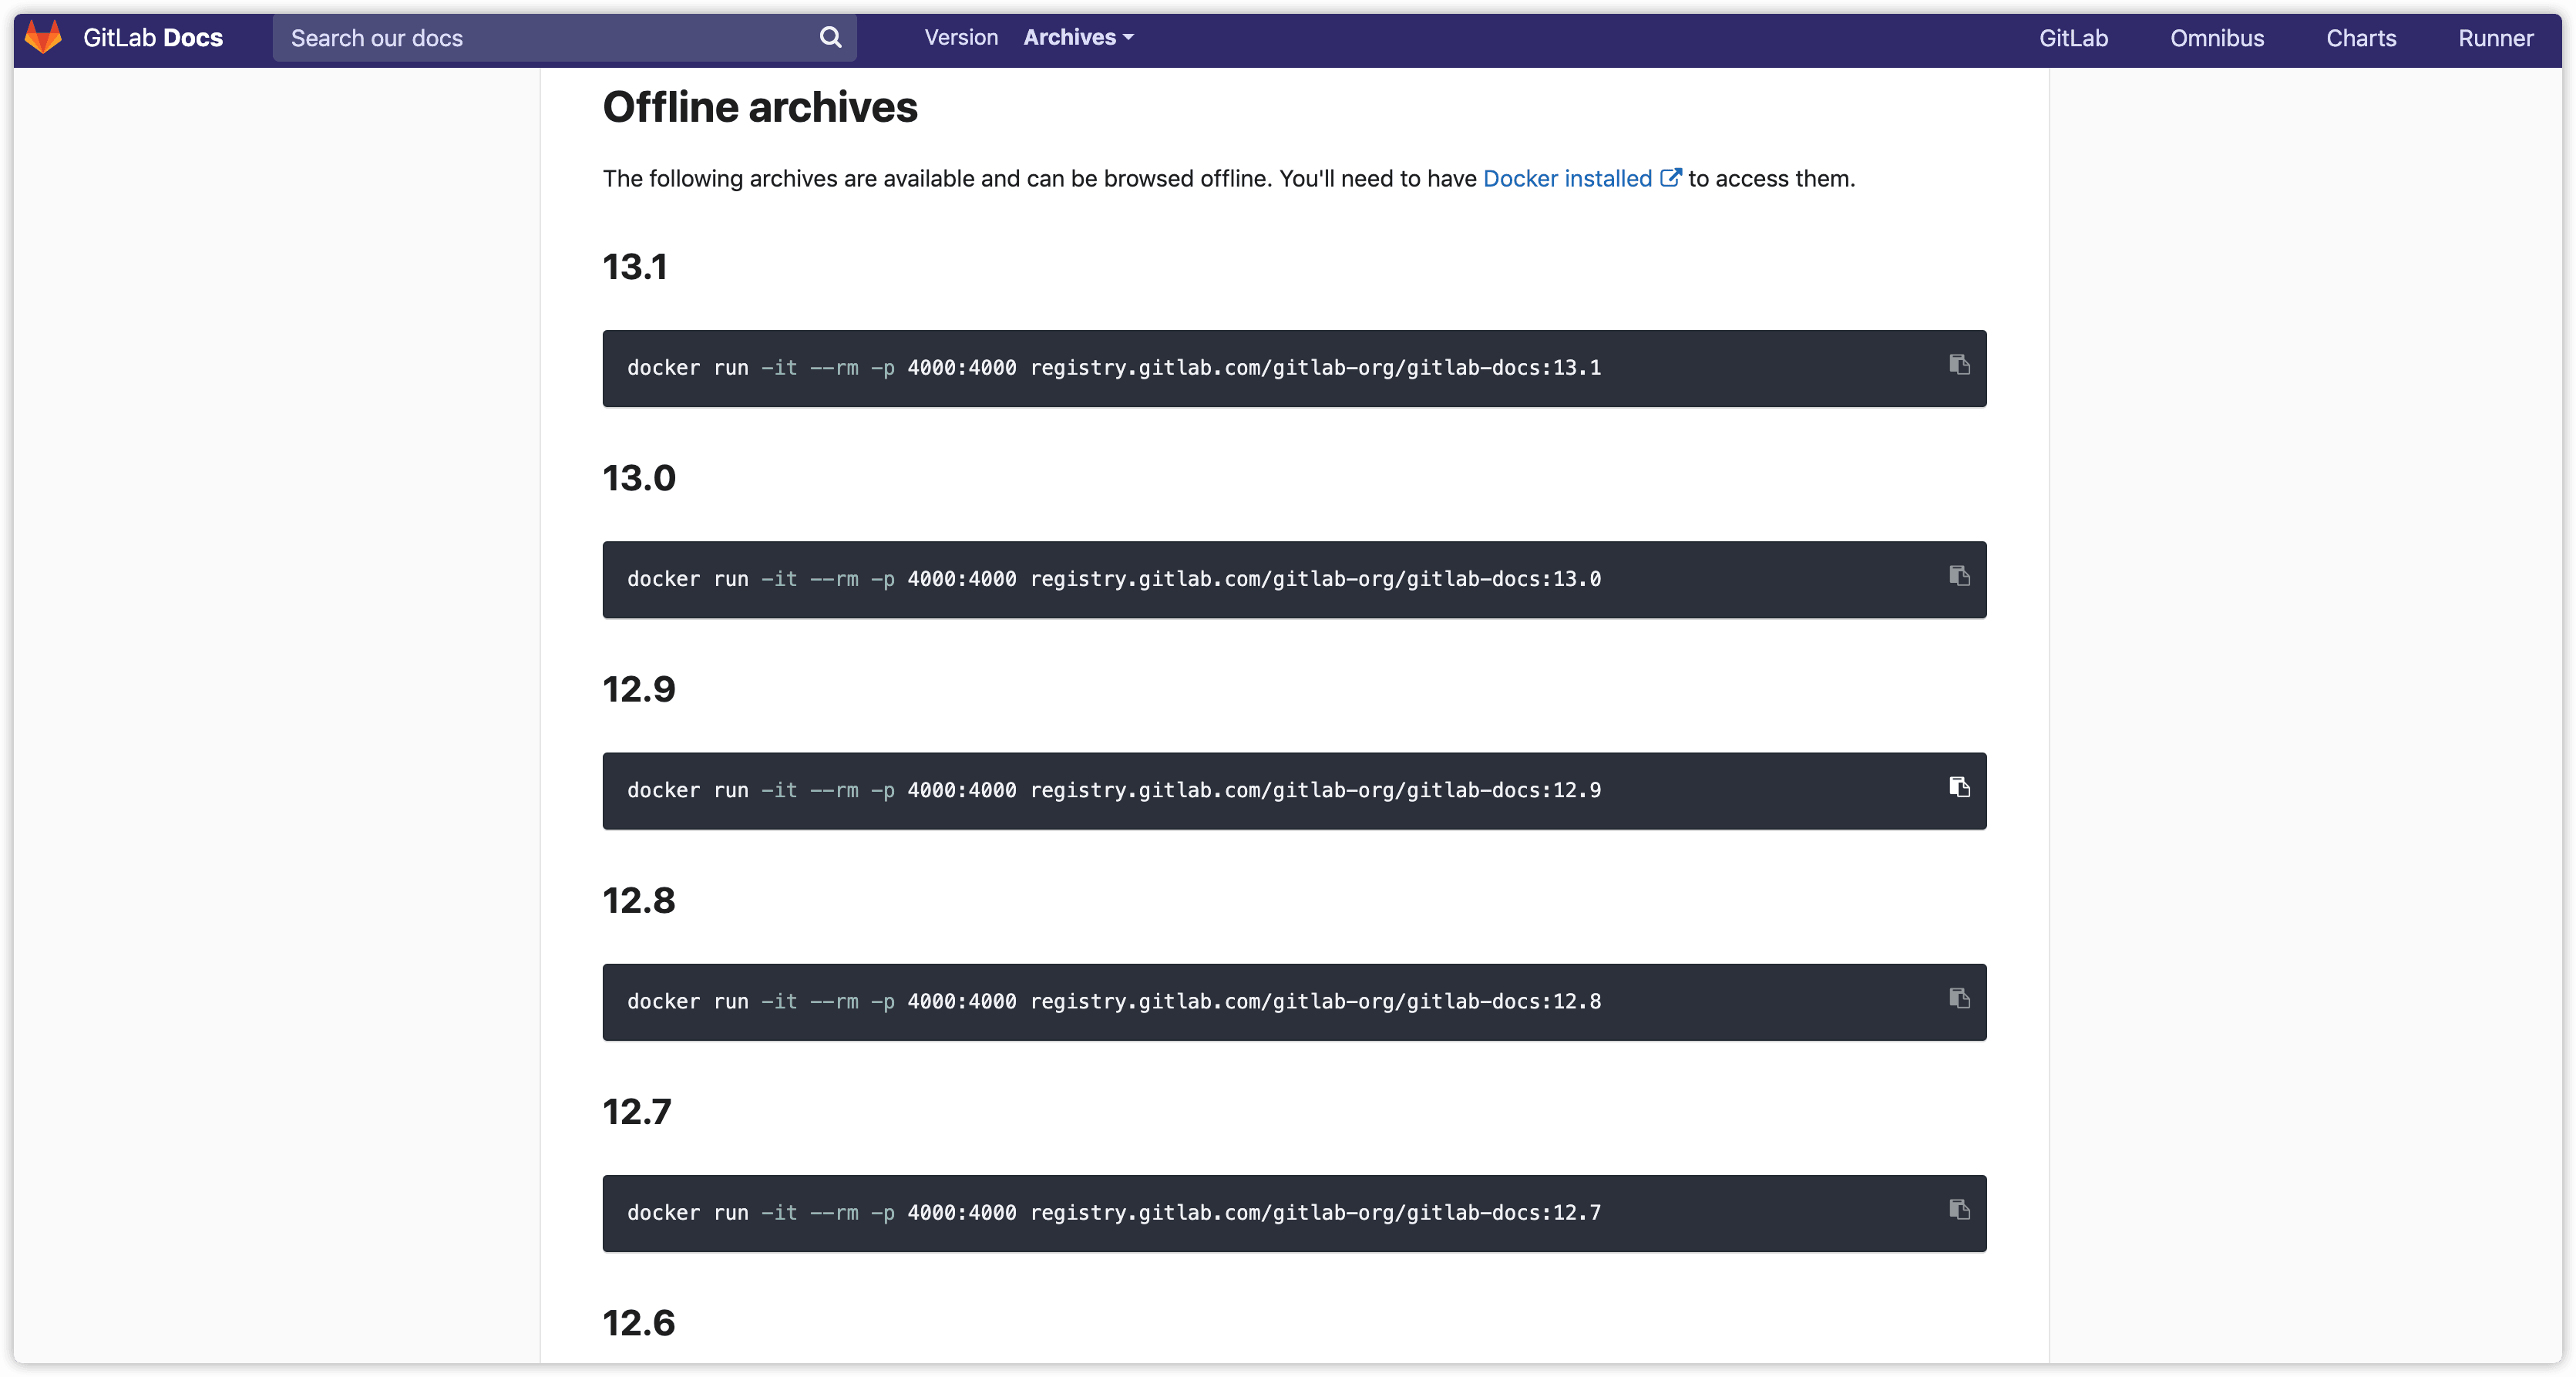 GitLab Docs
Search our docs
Version Archives
GitLab Omnibus Charts Runner
Offline archives
The following archives are available and can be browsed offline. You'll need to have Docker installed to access them.
13.1
docker run -it --rm -p 4000:4000 registry.gitlab.com/gitlab-org/gitlab-docs:13.1
13.0
docker run -it --rm -p 4000:4000 registry.gitlab.com/gitlab-org/gitlab-docs:13.0
12.9
docker run -it --rm -p 4000:4000 registry.gitlab.com/gitlab-org/gitlab-docs:12.9
12.8
docker run -it --rm -p 4000:4000 registry.gitlab.com/gitlab-org/gitlab-docs:12.8
12.7
docker run -it --rm -p 4000:4000 registry.gitlab.com/gitlab-org/gitlab-docs:12.7
12.6